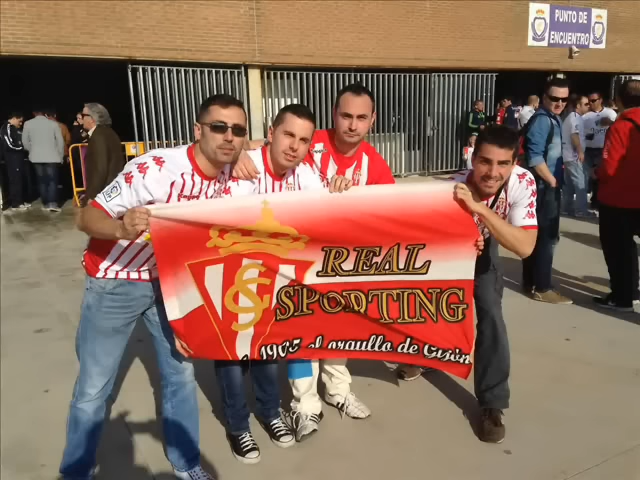 PUNTO DE
ENCUENTRO
REAL
SPORTING
1905 el orgullo de Gijón